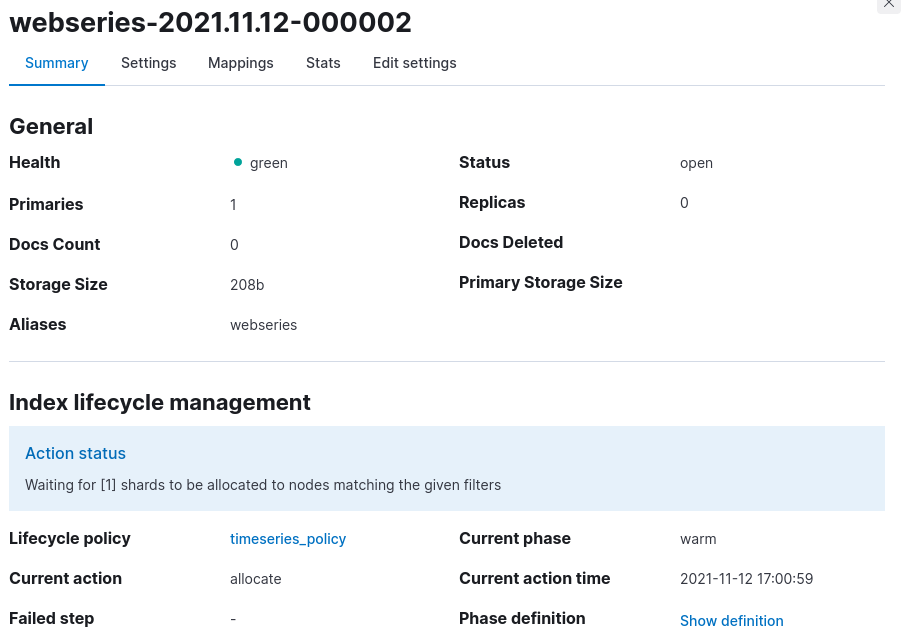 webseries-2021.11.12-000002
Summary Settings Mappings Stats Edit settings
General
Health green Status open
Primaries 1 Replicas 0
Docs Count 0 Docs Deleted
Storage Size 208b Primary Storage Size
Aliases webseries
Index lifecycle management
Action status
Waiting for [1] shards to be allocated to nodes matching the given filters
Lifecycle policy timeseries_policy Current phase warm
Current action allocate Current action time 2021-11-12 17:00:59
Failed step - Phase definition Show definition